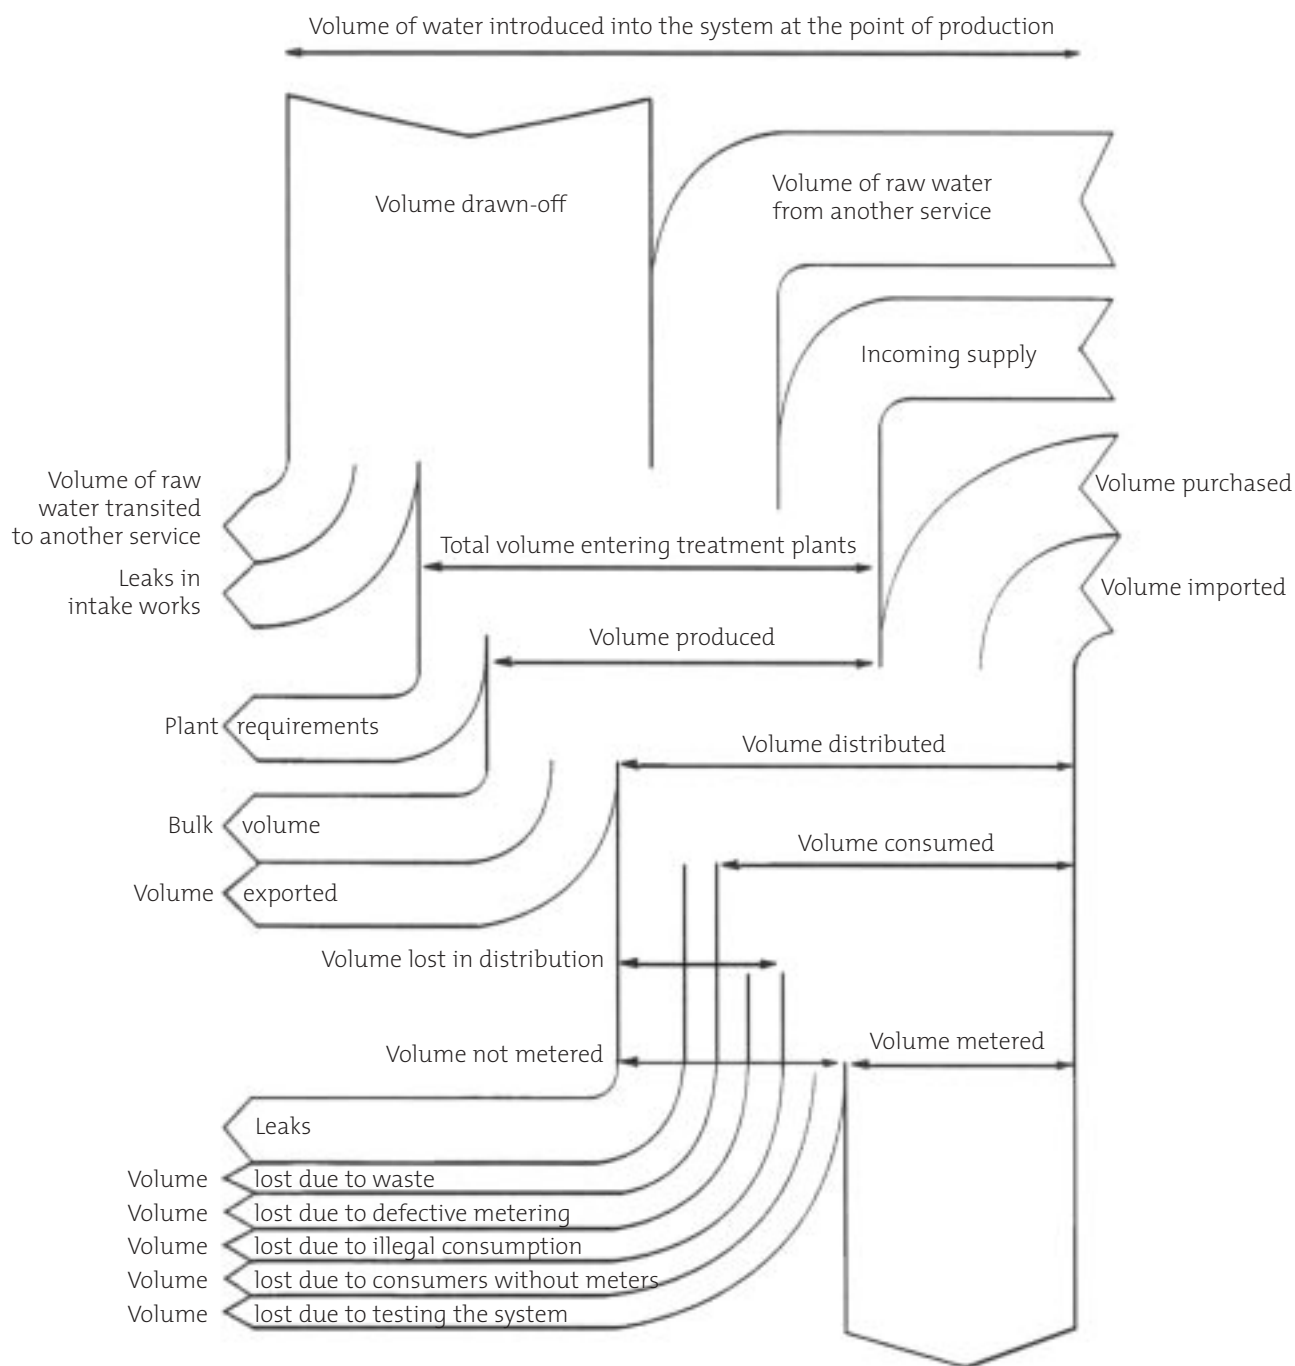 Volume of water introduced into the system at the point of production
Volume drawn-off
Volume of raw water
from another service
Incoming supply
Volume of raw
water transited
to another service
Volume purchased
Total volume entering treatment plants
Leaks in
intake works
Volume imported
Volume produced
Plant requirements
Volume distributed
Bulk volume
Volume consumed
Volume exported
Volume lost in distribution
Volume not metered
Volume metered
Leaks
Volume lost due to waste
Volume lost due to defective metering
Volume lost due to illegal consumption
Volume lost due to consumers without meters
Volume lost due to testing the system